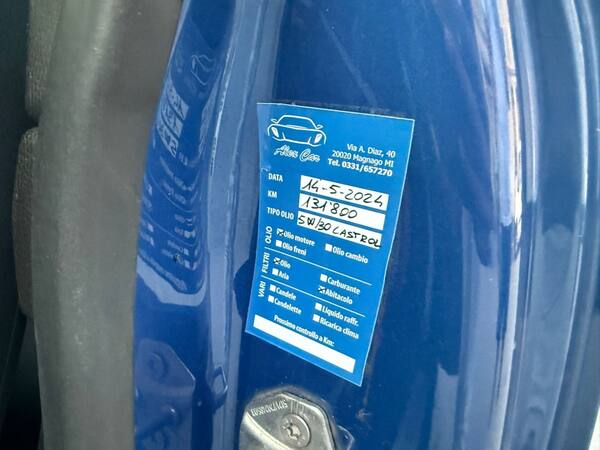 Alex Car
Via A. Diaz, 40
20020 Magnago MI
Tel. 0331/657270
DATA 14-5-2024
KM 131'800
TIPO OLIO 5W/30 CASTROL
OLIO
Olio motore
Olio cambio
Olio freni
FILTRI
Olio
Carburante
Aria
Abitacolo
VARI
Candele
Liquido raffr.
Candelette
Ricarica clima
Prossimo controllo a Km: